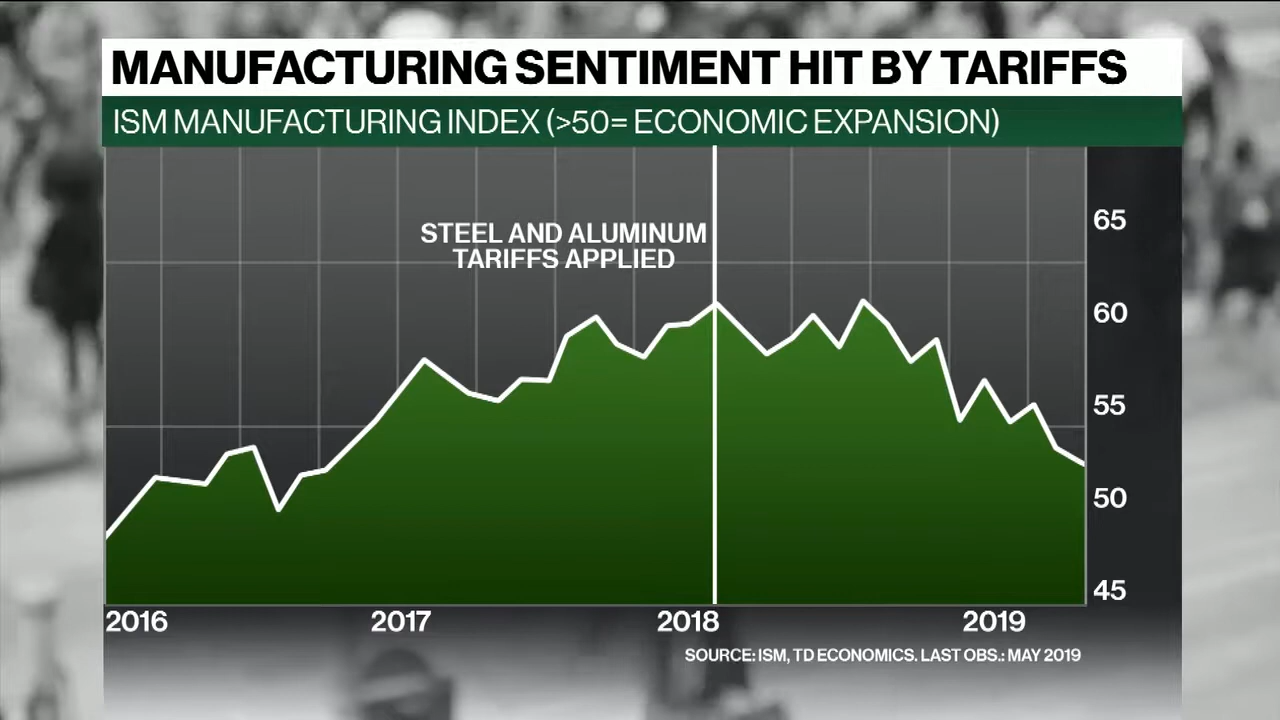 MANUFACTURING SENTIMENT HIT BY TARIFFS
ISM MANUFACTURING INDEX (>50= ECONOMIC EXPANSION)
STEEL AND ALUMINUM
TARIFFS APPLIED
65
60
55
50
45
2016 2017 2018 2019
SOURCE: ISM, TD ECONOMICS. LAST OBS.: MAY 2019